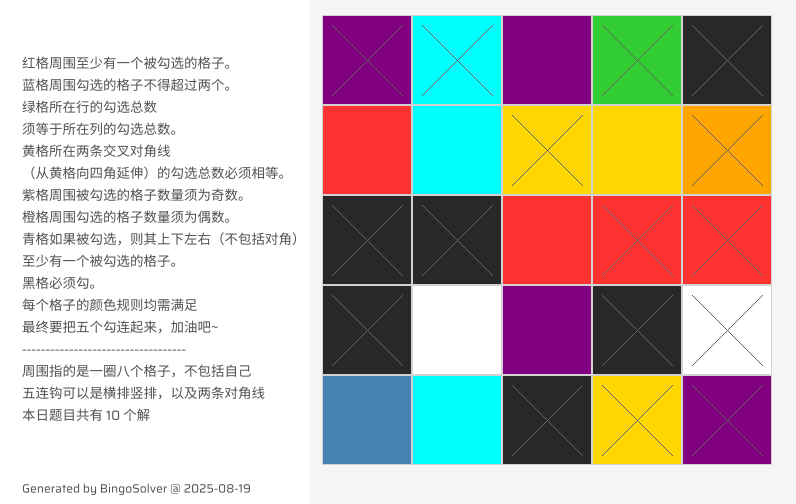 红格周围至少有一个被勾选的格子。
蓝格周围勾选的格子不得超过两个。
绿格所在行的勾选总数
须等于所在列的勾选总数。
黄格所在两条交叉对角线
（从黄格向四角延伸）的勾选总数必须相等。
紫格周围被勾选的格子数量须为奇数。
橙格周围勾选的格子数量须为偶数。
青格如果被勾选，则其上下左右（不包括对角）
至少有一个被勾选的格子。
黑格必须勾。
每个格子的颜色规则均需满足
最终要把五个勾连起来，加油吧~
-----------------------------------
周围指的是一圈八个格子，不包括自己
五连钩可以是横排竖排，以及两条对角线
本日题目共有 10 个解
Generated by BingoSolver @ 2025-08-19